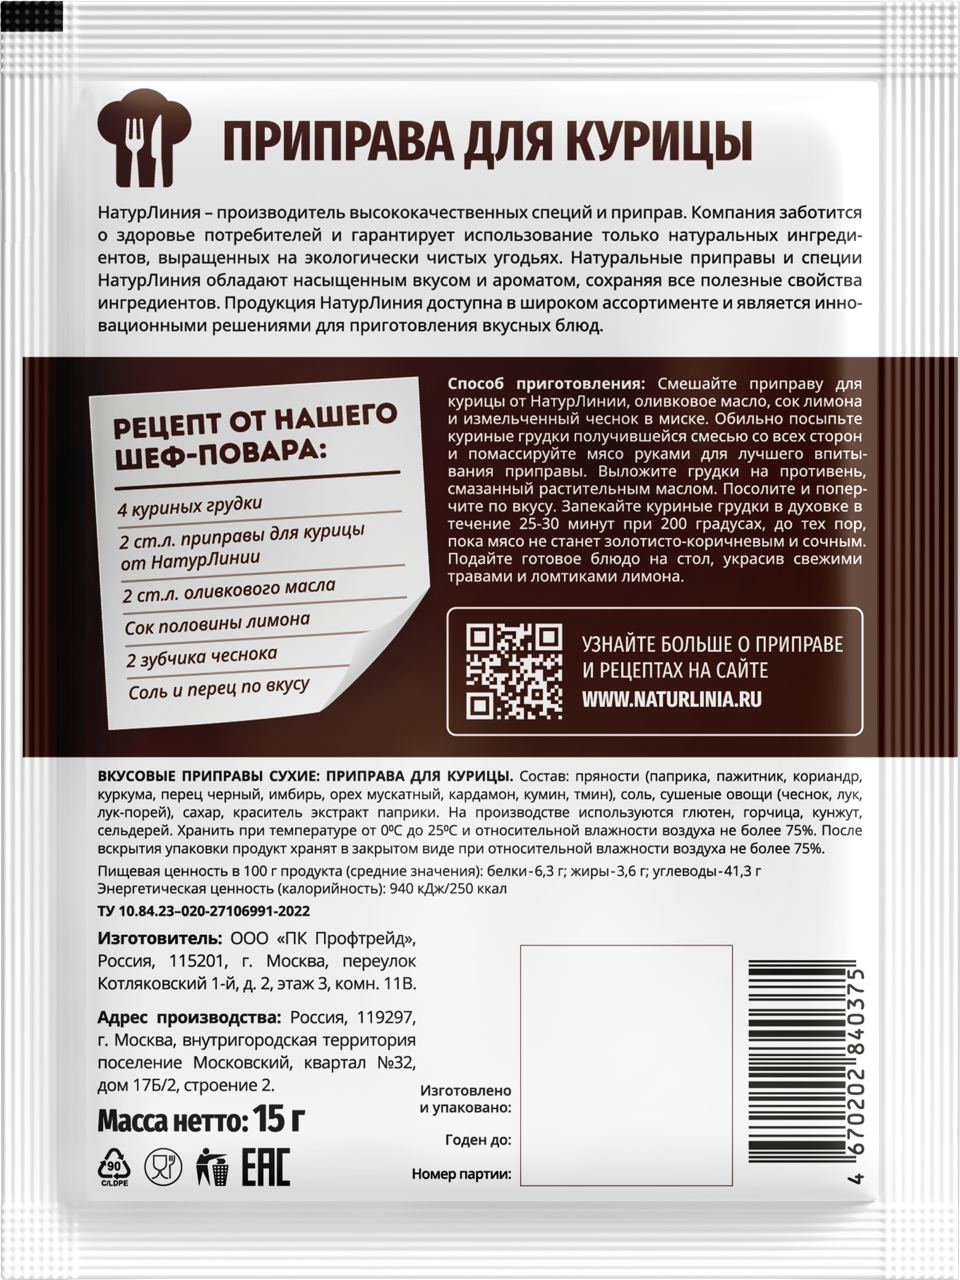 ПРИПРАВА ДЛЯ КУРИЦЫ
НатурЛиния – производитель высококачественных специй и приправ. Компания заботится
о здоровье потребителей и гарантирует использование только натуральных ингреди-
ентов, выращенных на экологически чистых угодьях. Натуральные приправы и специи
НатурЛиния обладают насыщенным вкусом и ароматом, сохраняя все полезные свойства
ингредиентов. Продукция НатурЛиния доступна в широком ассортименте и является инно-
вационными решениями для приготовления вкусных блюд.
РЕЦЕПТ ОТ НАШЕГО
ШЕФ-ПОВАРА:
4 куриных грудки
2 ст.л. приправы для курицы
от НатурЛинии
2 ст.л. оливкового масла
Сок половины лимона
2 зубчика чеснока
Соль и перец по вкусу
Способ приготовления: Смешайте приправу для
курицы от НатурЛинии, оливковое масло, сок лимона
и измельченный чеснок в миске. Обильно посыпьте
куриные грудки получившейся смесью со всех сторон
и помассируйте мясо руками для лучшего впиты-
вания приправы. Выложите грудки на противень,
смазанный растительным маслом. Посолите и попер-
чите по вкусу. Запекайте куриные грудки в духовке в
течение 25-30 минут при 200 градусах, до тех пор,
пока мясо не станет золотисто-коричневым и сочным.
Подайте готовое блюдо на стол, украсив свежими
травами и ломтиками лимона.
УЗНАЙТЕ БОЛЬШЕ О ПРИПРАВЕ
И РЕЦЕПТАХ НА САЙТЕ
WWW.NATURLINIA.RU
ВКУСОВЫЕ ПРИПРАВЫ СУХИЕ: ПРИПРАВА ДЛЯ КУРИЦЫ. Состав: пряности (паприка, пажитник, кориандр,
куркума, перец черный, имбирь, орех мускатный, кардамон, кумин, тмин), соль, сушеные овощи (чеснок, лук,
лук-порей), сахар, краситель экстракт паприки. На производстве используются глютен, горчица, кунжут,
сельдерей. Хранить при температуре от 0ºС до 25ºС и относительной влажности воздуха не более 75%. После
вскрытия упаковки продукт хранят в закрытом виде при относительной влажности воздуха не более 75%.
Пищевая ценность в 100 г продукта (средние значения): белки - 6,3 г; жиры - 3,6 г; углеводы - 41,3 г
Энергетическая ценность (калорийность): 940 кДж/250 ккал
ТУ 10.84.23–020-27106991-2022
Изготовитель: ООО «ПК Профтрейд»,
Россия, 115201, г. Москва, переулок
Котляковский 1-й, д. 2, этаж 3, комн. 11В.
Адрес производства: Россия, 119297,
г. Москва, внутригородская территория
поселение Московский, квартал №32,
дом 17Б/2, строение 2.
Масса нетто: 15 г
90
C/LDPE
EAC
Изготовлено
и упаковано:
Годен до:
Номер партии:
4 670202 840375